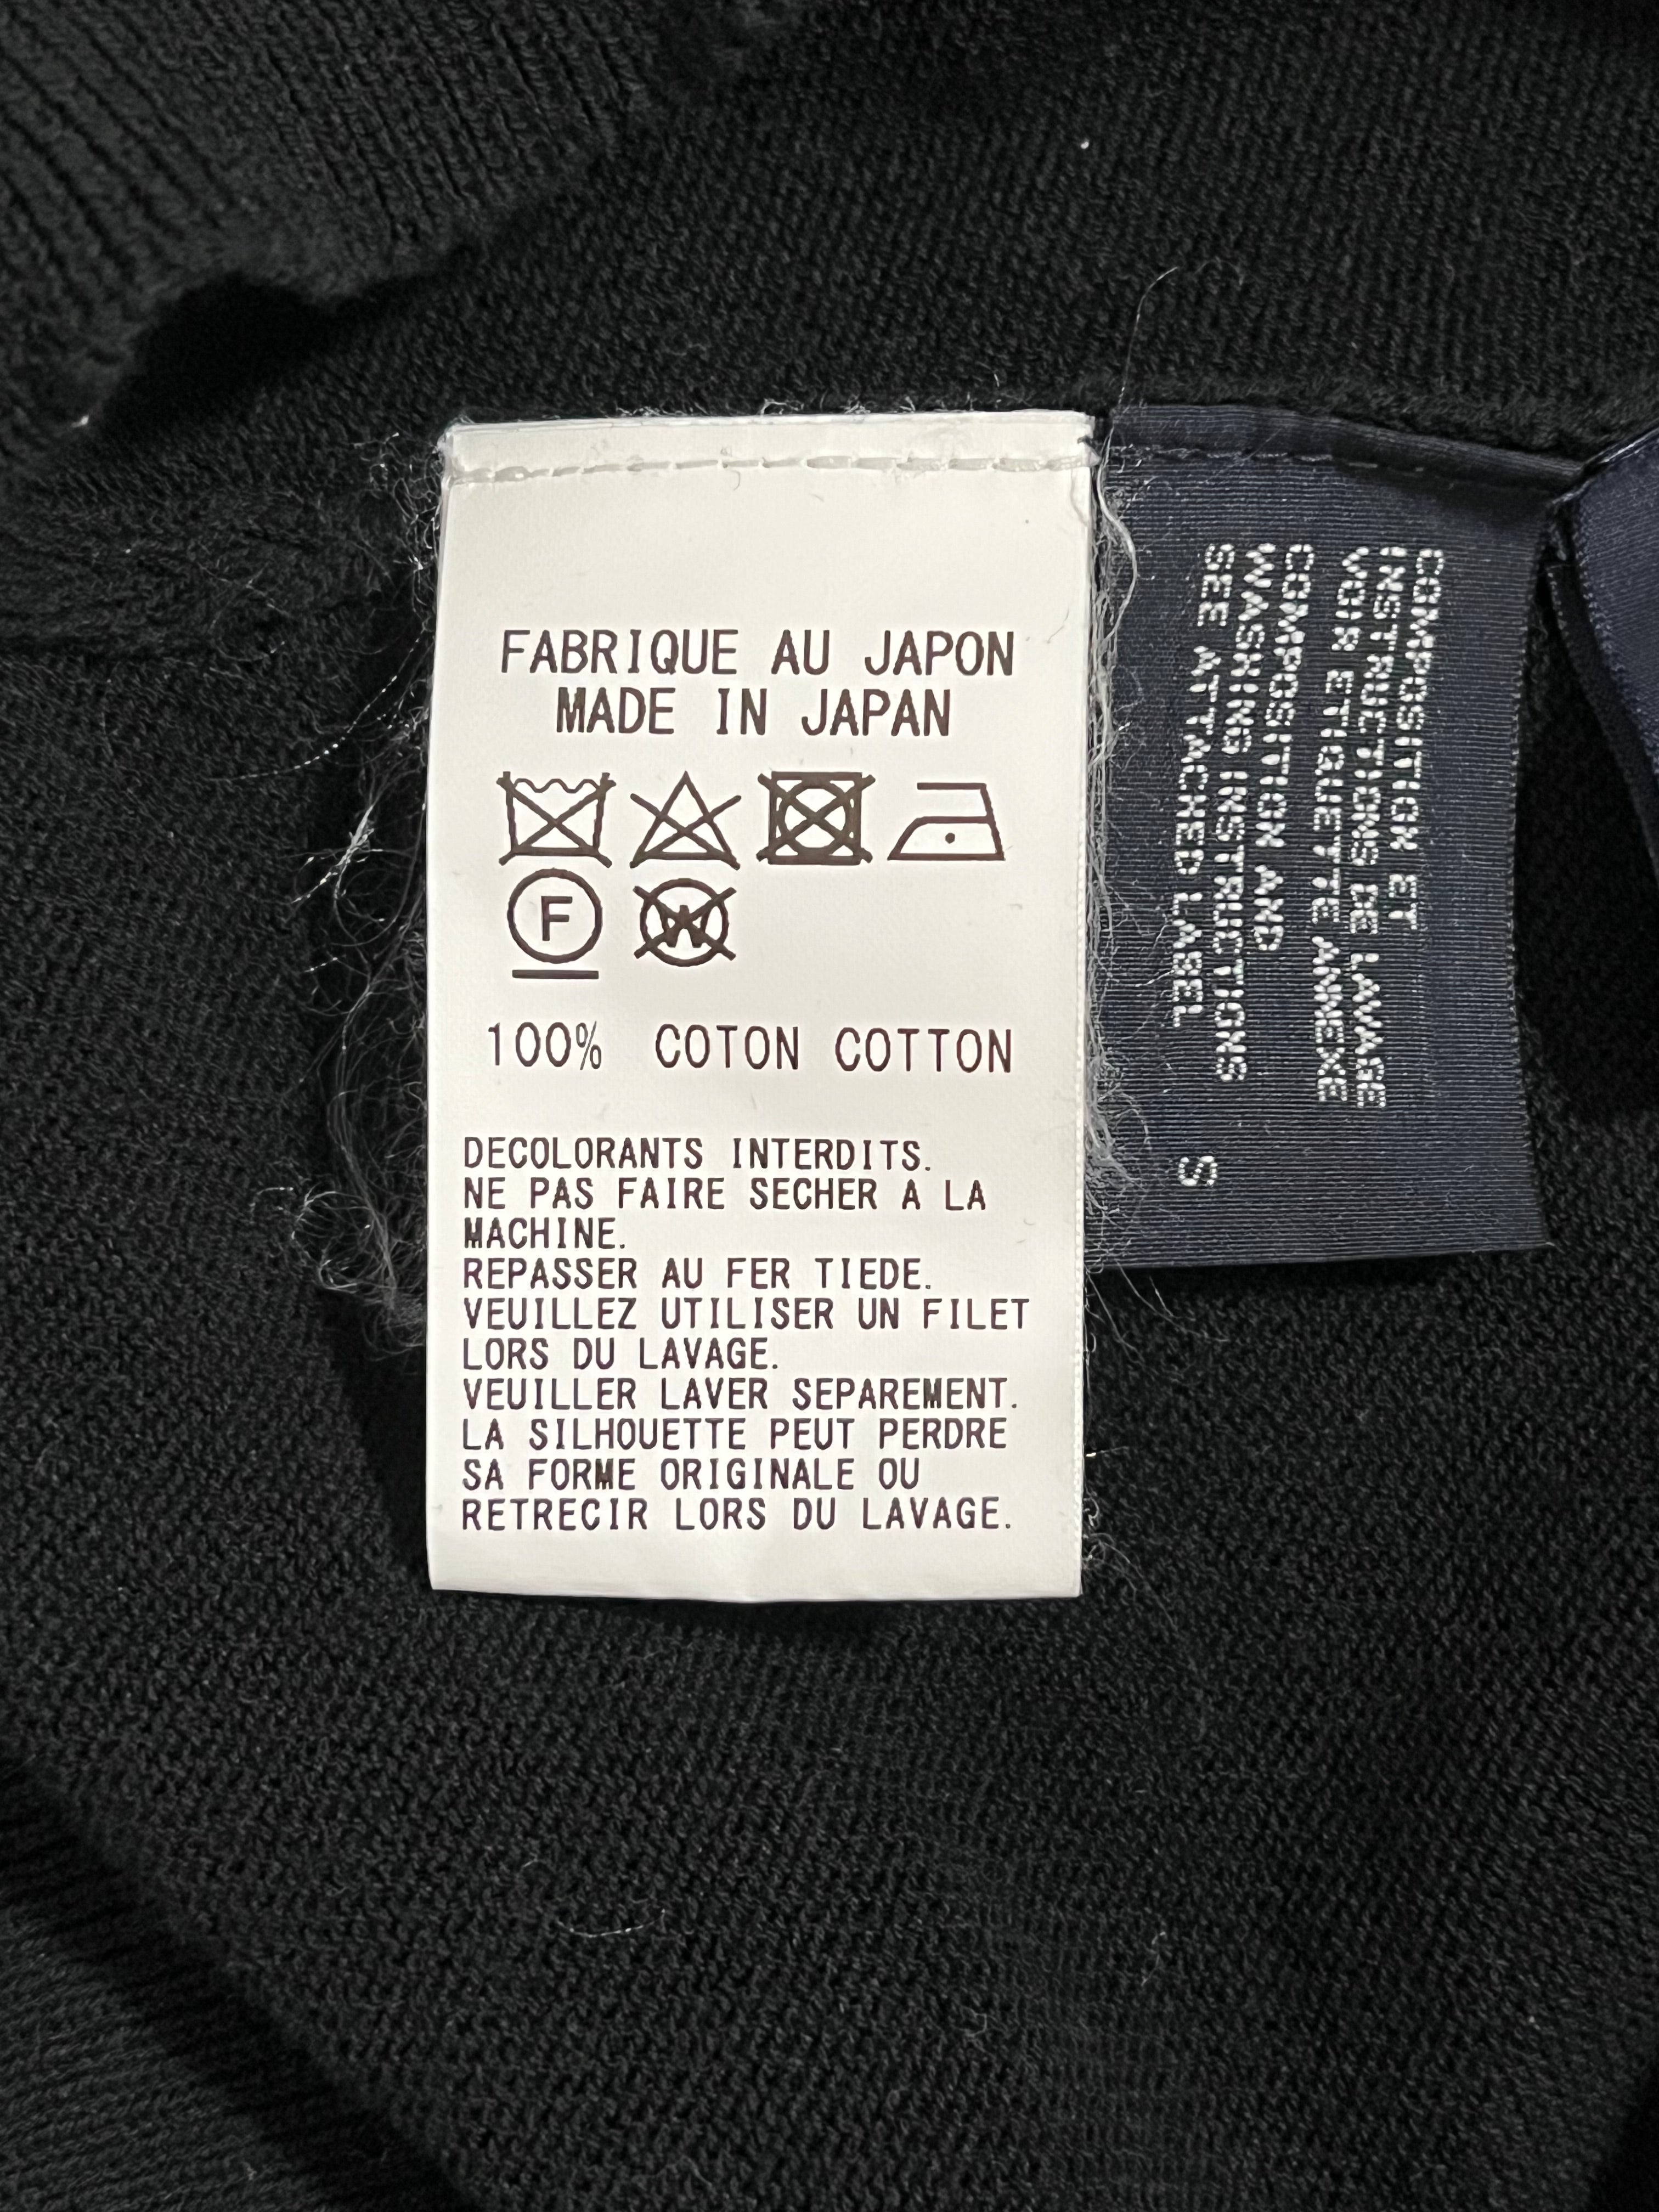 FABRIQUE AU JAPON
MADE IN JAPAN
F
W
100% COTON COTTON
DECOLORANTS INTERDITS.
NE PAS FAIRE SECHER A LA
MACHINE.
REPASSER AU FER TIEDE.
VEUILLEZ UTILISER UN FILET
LORS DU LAVAGE.
VEUILLER LAVER SEPAREMENT.
LA SILHOUETTE PEUT PERDRE
SA FORME ORIGINALE OU
RETRECIR LORS DU LAVAGE.
COMPOSITION ET
INSTRUCTIONS DE LAVAGE
VOIR ETIQUETTE ANNEXE
COMPOSITION AND
WASHING INSTRUCTIONS
SEE ATTACHED LABEL
S